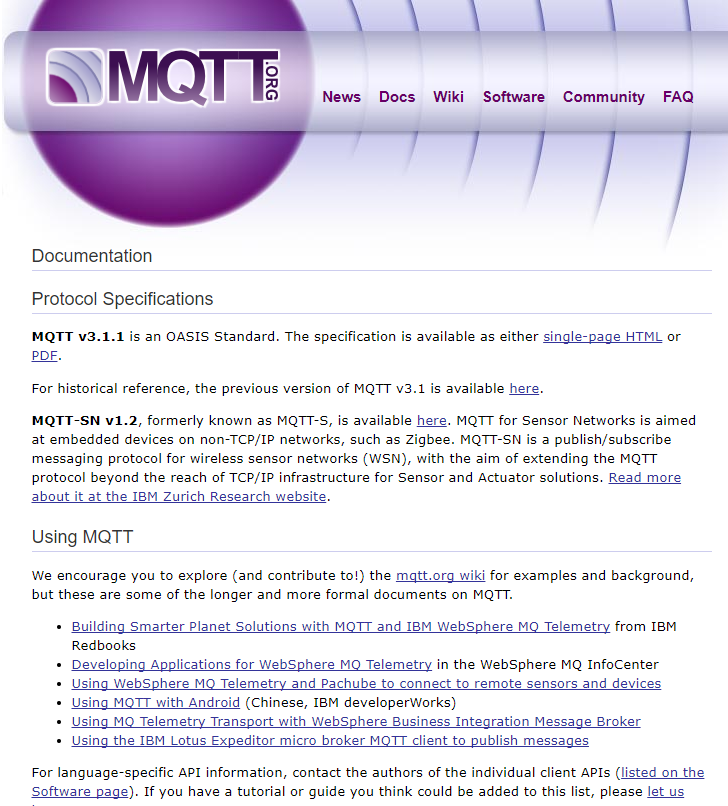 MQTT.ORG
News Docs Wiki Software Community FAQ
Documentation
Protocol Specifications
MQTT v3.1.1 is an OASIS Standard. The specification is available as either single-page HTML or
PDF.
For historical reference, the previous version of MQTT v3.1 is available here.
MQTT-SN v1.2, formerly known as MQTT-S, is available here. MQTT for Sensor Networks is aimed
at embedded devices on non-TCP/IP networks, such as Zigbee. MQTT-SN is a publish/subscribe
messaging protocol for wireless sensor networks (WSN), with the aim of extending the MQTT
protocol beyond the reach of TCP/IP infrastructure for Sensor and Actuator solutions. Read more
about it at the IBM Zurich Research website.
Using MQTT
We encourage you to explore (and contribute to!) the mqtt.org wiki for examples and background,
but these are some of the longer and more formal documents on MQTT.
• Building Smarter Planet Solutions with MQTT and IBM WebSphere MQ Telemetry from IBM
Redbooks
• Developing Applications for WebSphere MQ Telemetry in the WebSphere MQ InfoCenter
• Using WebSphere MQ Telemetry and Pachube to connect to remote sensors and devices
• Using MQTT with Android (Chinese, IBM developerWorks)
• Using MQ Telemetry Transport with WebSphere Business Integration Message Broker
• Using the IBM Lotus Expeditor micro broker MQTT client to publish messages
For language-specific API information, contact the authors of the individual client APIs (listed on the
Software page). If you have a tutorial or guide you think could be added to this list, please let us